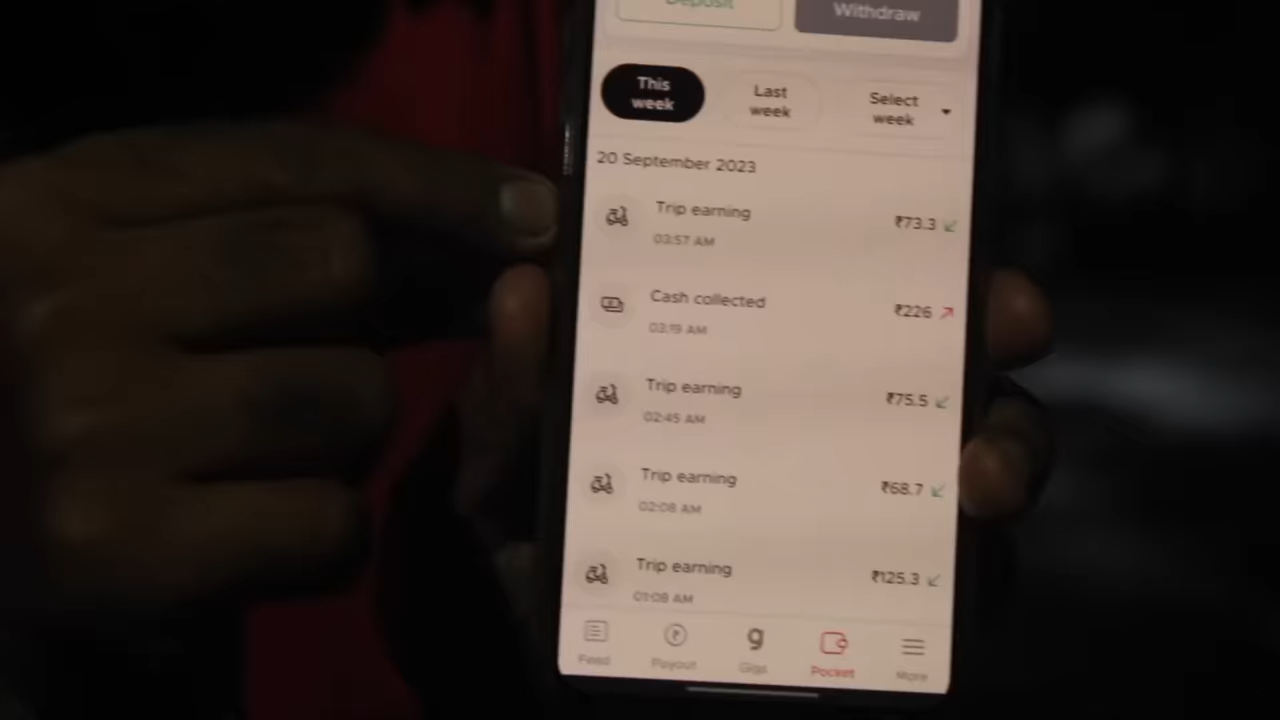 Deposit
Withdraw
This
week
Last
week
Select
week
20 September 2023
Trip earning
₹73.3
03:57 AM
Cash collected
₹226
03:19 AM
Trip earning
₹75.5
02:45 AM
Trip earning
₹68.7
02:08 AM
Trip earning
₹125.3
01:08 AM
Feed
Payout
Gigs
Pocket
More